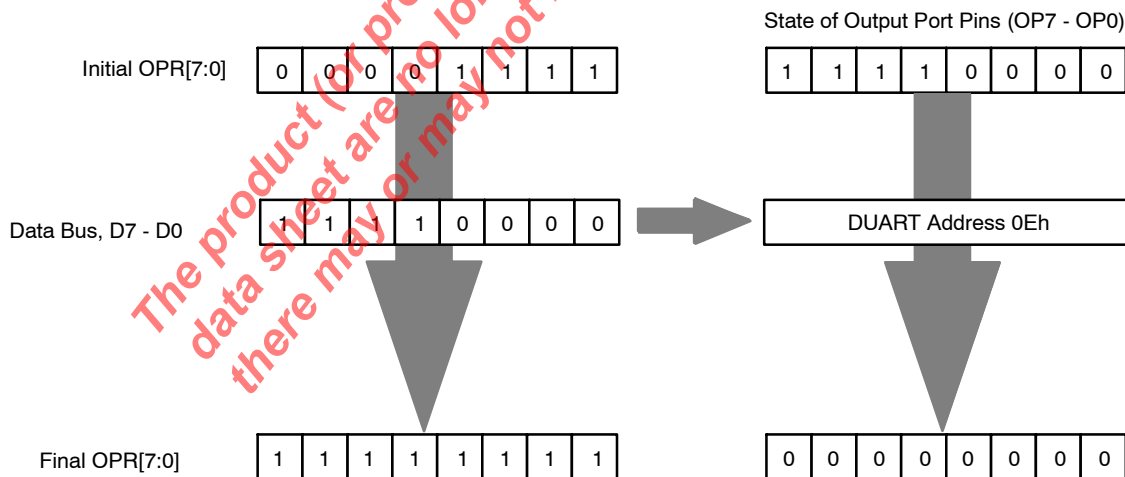 State of Output Port Pins (OP7 - OP0)
Initial OPR[7:0] 0 0 0 0 1 1 1 1
1 1 1 1 0 0 0 0
Data Bus, D7 - D0 1 1 1 1 0 0 0 0
DUART Address 0Eh
Final OPR[7:0] 1 1 1 1 1 1 1 1
0 0 0 0 0 0 0 0
The product (or
data sheet are no
there may or may not